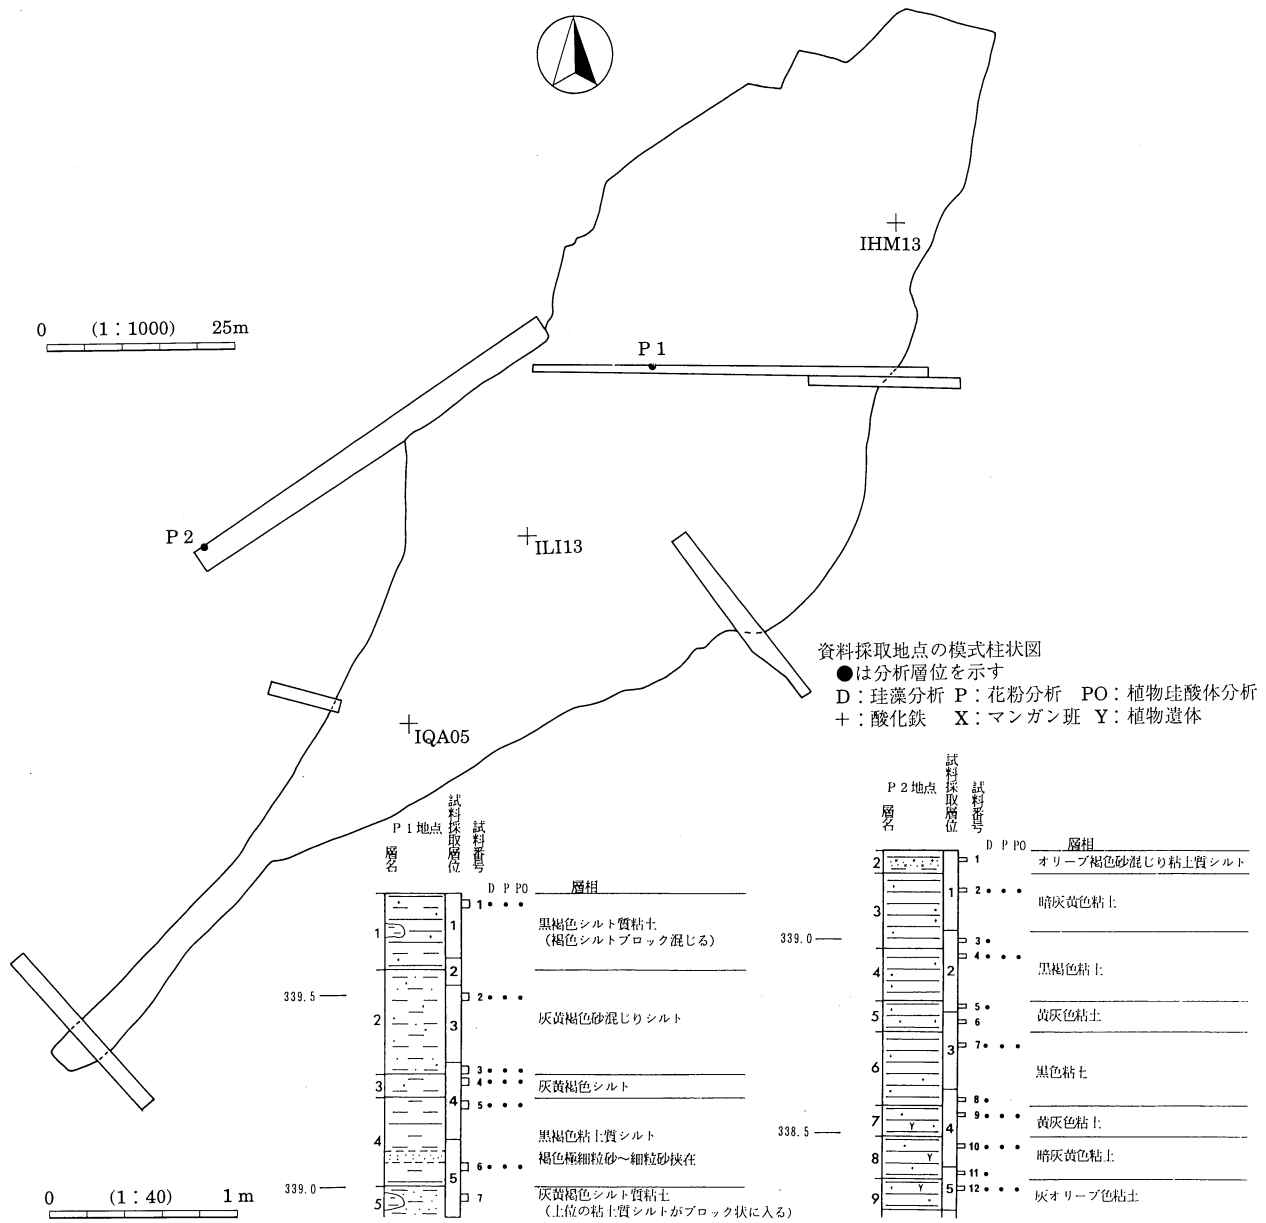 IHM13
0 (1:1000) 25m
P 1
P 2
ILI13
IQA05
資料採取地点の模式柱状図
●は分析層位を示す
D:珪藻分析 P:花粉分析 PO:植物珪酸体分析
+:酸化鉄 X:マンガン班 Y:植物遺体
P1地点
層名
試料採取層位
試料番号
D P PO
層相
1
1
1
黒褐色シルト質粘土
(褐色シルトブロック混じる)
2
339.5
2
2
3
灰黄褐色砂混じりシルト
3
3
4
灰黄褐色シルト
4
5
4
黒褐色粘土質シルト
褐色極細粒砂~細粒砂挟在
6
5
339.0
5
7
灰黄褐色シルト質粘土
(上位の粘土質シルトがブロック状に入る)
0 (1:40) 1 m
P2地点
層名
試料採取層位
試料番号
D P PO
層相
2
1
オリーブ褐色砂混じり粘土質シルト
1
2
3
暗灰黄色粘土
339.0
3
4
4
2
黒褐色粘土
5
5
6
黄灰色粘土
7
3
6
黒色粘土
8
9
7
Y
4
黄灰色粘土
338.5
10
8
Y
暗灰黄色粘土
11
9
Y
5
12
灰オリーブ色粘土